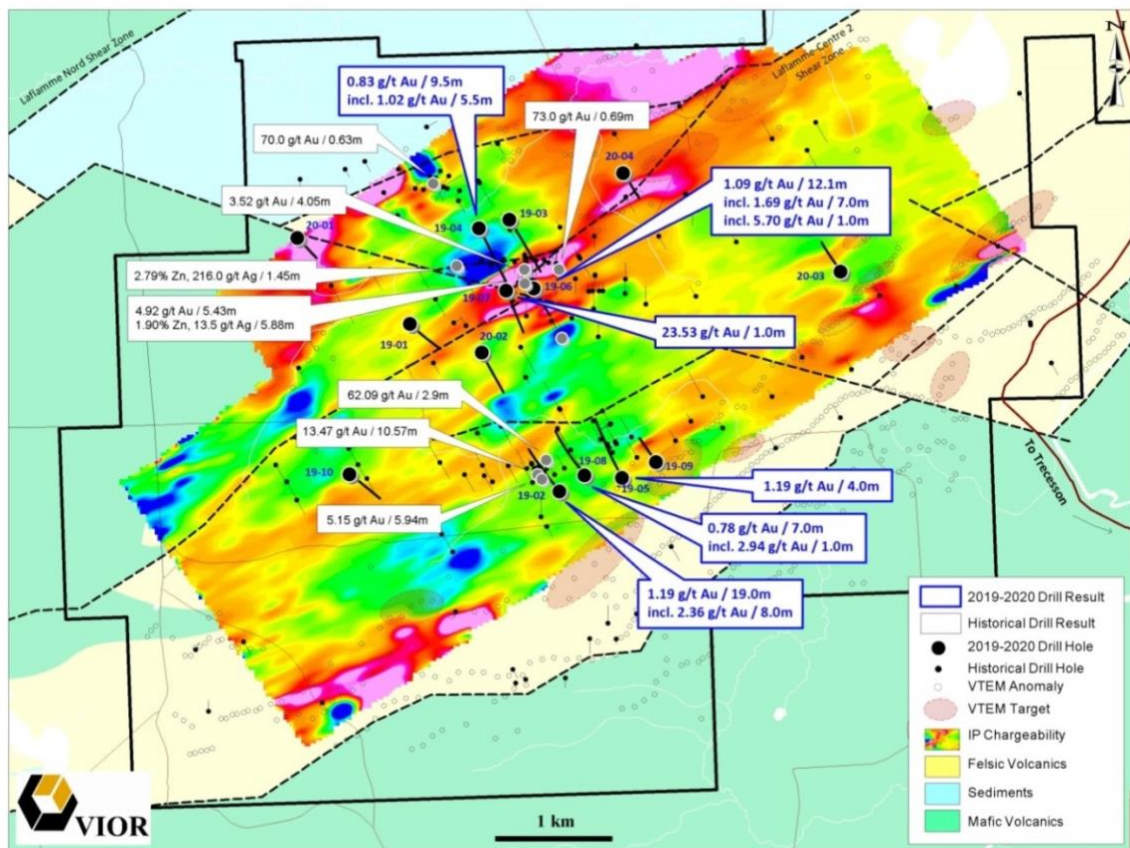 Laflamme Nord Shear Zone
Laflamme-Centre 2
Shear Zone
N
0.83 g/t Au / 9.5m
incl. 1.02 g/t Au / 5.5m
73.0 g/t Au / 0.69m
70.0 g/t Au / 0.63m
20-04
1.09 g/t Au / 12.1m
incl. 1.69 g/t Au / 7.0m
incl. 5.70 g/t Au / 1.0m
3.52 g/t Au / 4.05m
19-03
19-04
20-01
2.79% Zn, 216.0 g/t Ag / 1.45m
20-03
19-07
19-06
4.92 g/t Au / 5.43m
1.90% Zn, 13.5 g/t Ag / 5.88m
23.53 g/t Au / 1.0m
19-01
20-02
62.09 g/t Au / 2.9m
13.47 g/t Au / 10.57m
19-10
19-08
19-09
19-02
19-05
1.19 g/t Au / 4.0m
5.15 g/t Au / 5.94m
0.78 g/t Au / 7.0m
incl. 2.94 g/t Au / 1.0m
1.19 g/t Au / 19.0m
incl. 2.36 g/t Au / 8.0m
To Trecesson
2019-2020 Drill Result
Historical Drill Result
2019-2020 Drill Hole
Historical Drill Hole
VTEM Anomaly
VTEM Target
IP Chargeability
Felsic Volcanics
Sediments
Mafic Volcanics
VIOR
1 km